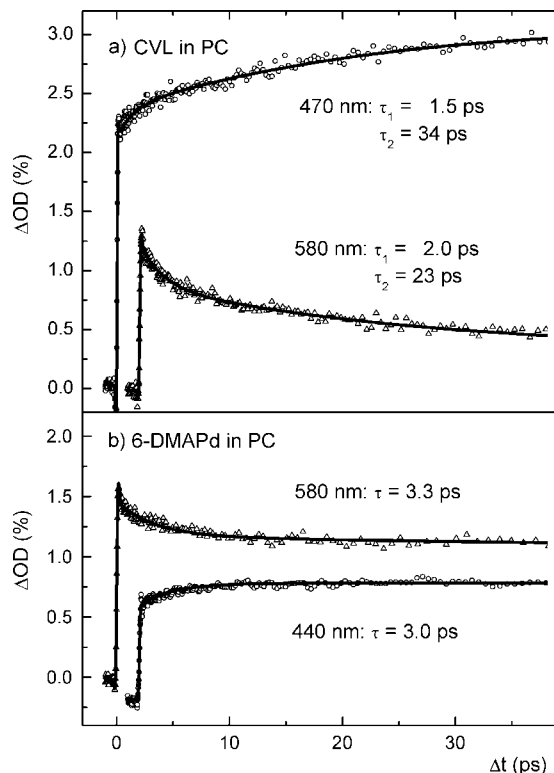 a) CVL in PC
470 nm: τ1 = 1.5 ps
τ2 = 34 ps
580 nm: τ1 = 2.0 ps
τ2 = 23 ps
ΔOD (%)
3.0
2.5
2.0
1.5
1.0
0.5
0.0
b) 6-DMAPd in PC
580 nm: τ = 3.3 ps
440 nm: τ = 3.0 ps
ΔOD (%)
2.0
1.5
1.0
0.5
0.0
0 10 20 30
Δt (ps)